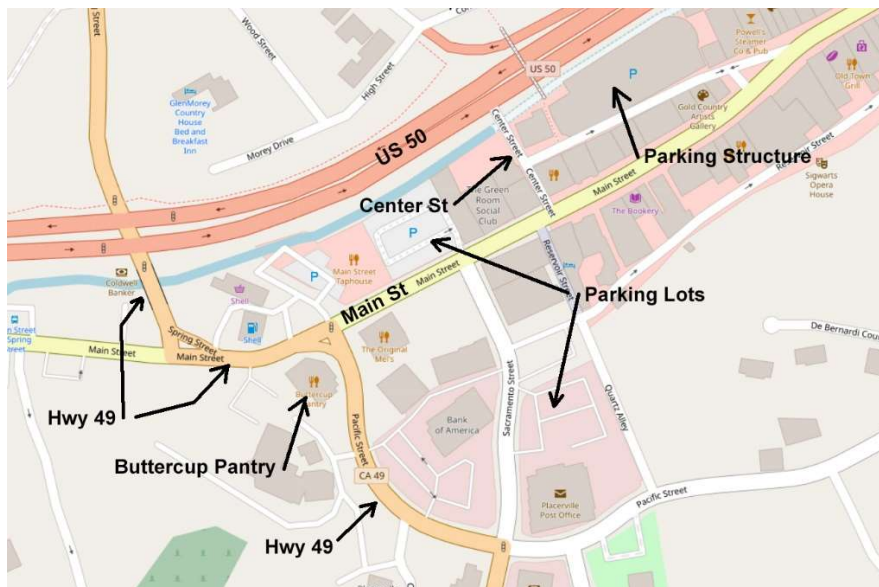 Spring Street
Wood Street
High Street
Powell's
Steamer
Co & Pub
P
US 50
Old Town
Grill
GlenMorey
Country
House
Bed and
Breakfast
Inn
Gold Country
Artists
Gallery
Center Street
Morey Drive
US 50
Parking Structure
Reservoir Street
Main Street
Sigwarts
Opera
House
Center St
The Green
Room
Social
Club
Center Street
The Bookery
P
Reservoir Street
Coldwell
Banker
P
Main Street
Taphouse
Main Street
Main St
Parking Lots
Shell
Shell
Main Street
Spring Street
Main Street
The Original
Mel's
De Bernardi Cou
Hwy 49
Buttercup
Pantry
Pacific Street
Bank
of America
Sacramento Street
Quartz Alley
Buttercup Pantry
CA 49
Placerville
Post Office
Pacific Street
Hwy 49